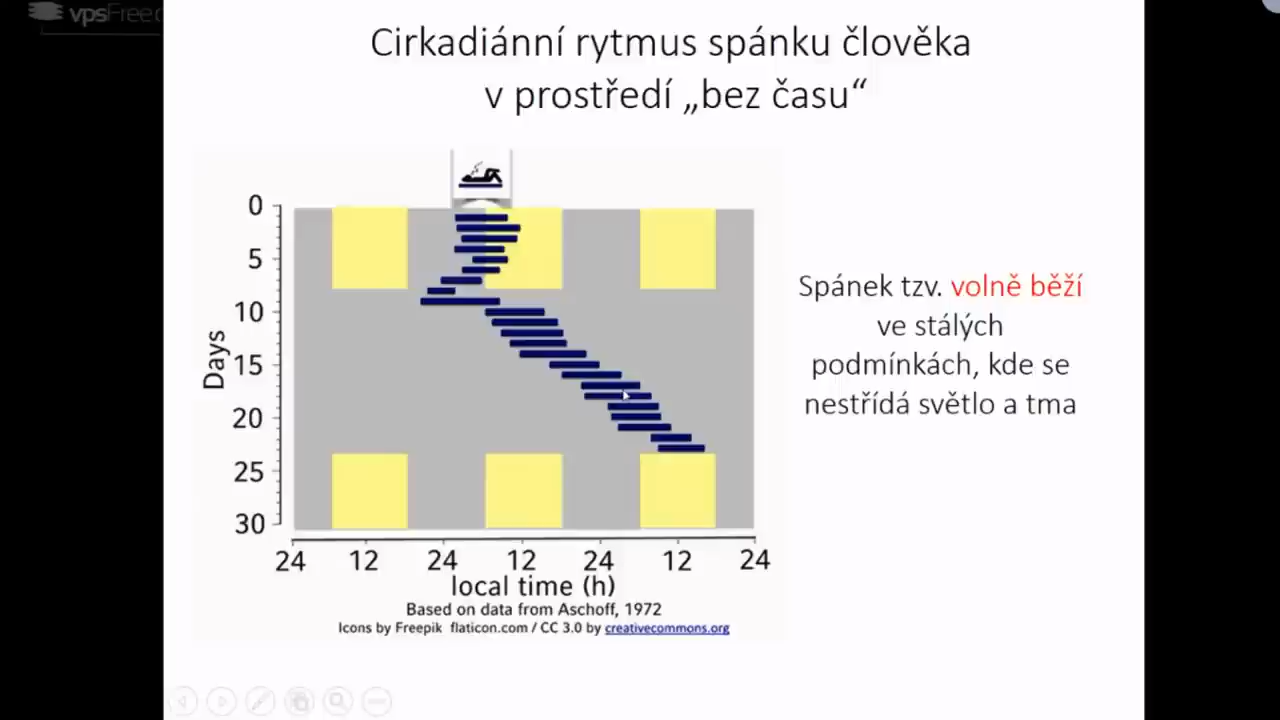 vpsFree
Cirkadiánní rytmus spánku člověka
v prostředí „bez času“
0
5
10
15
20
25
30
Days
24 12 24 12 24 12 24
local time (h)
Based on data from Aschoff, 1972
Icons by Freepik flaticon.com / CC 3.0 by creativecommons.org
Spánek tzv. volně běží
ve stálých
podmínkách, kde se
nestřídá světlo a tma